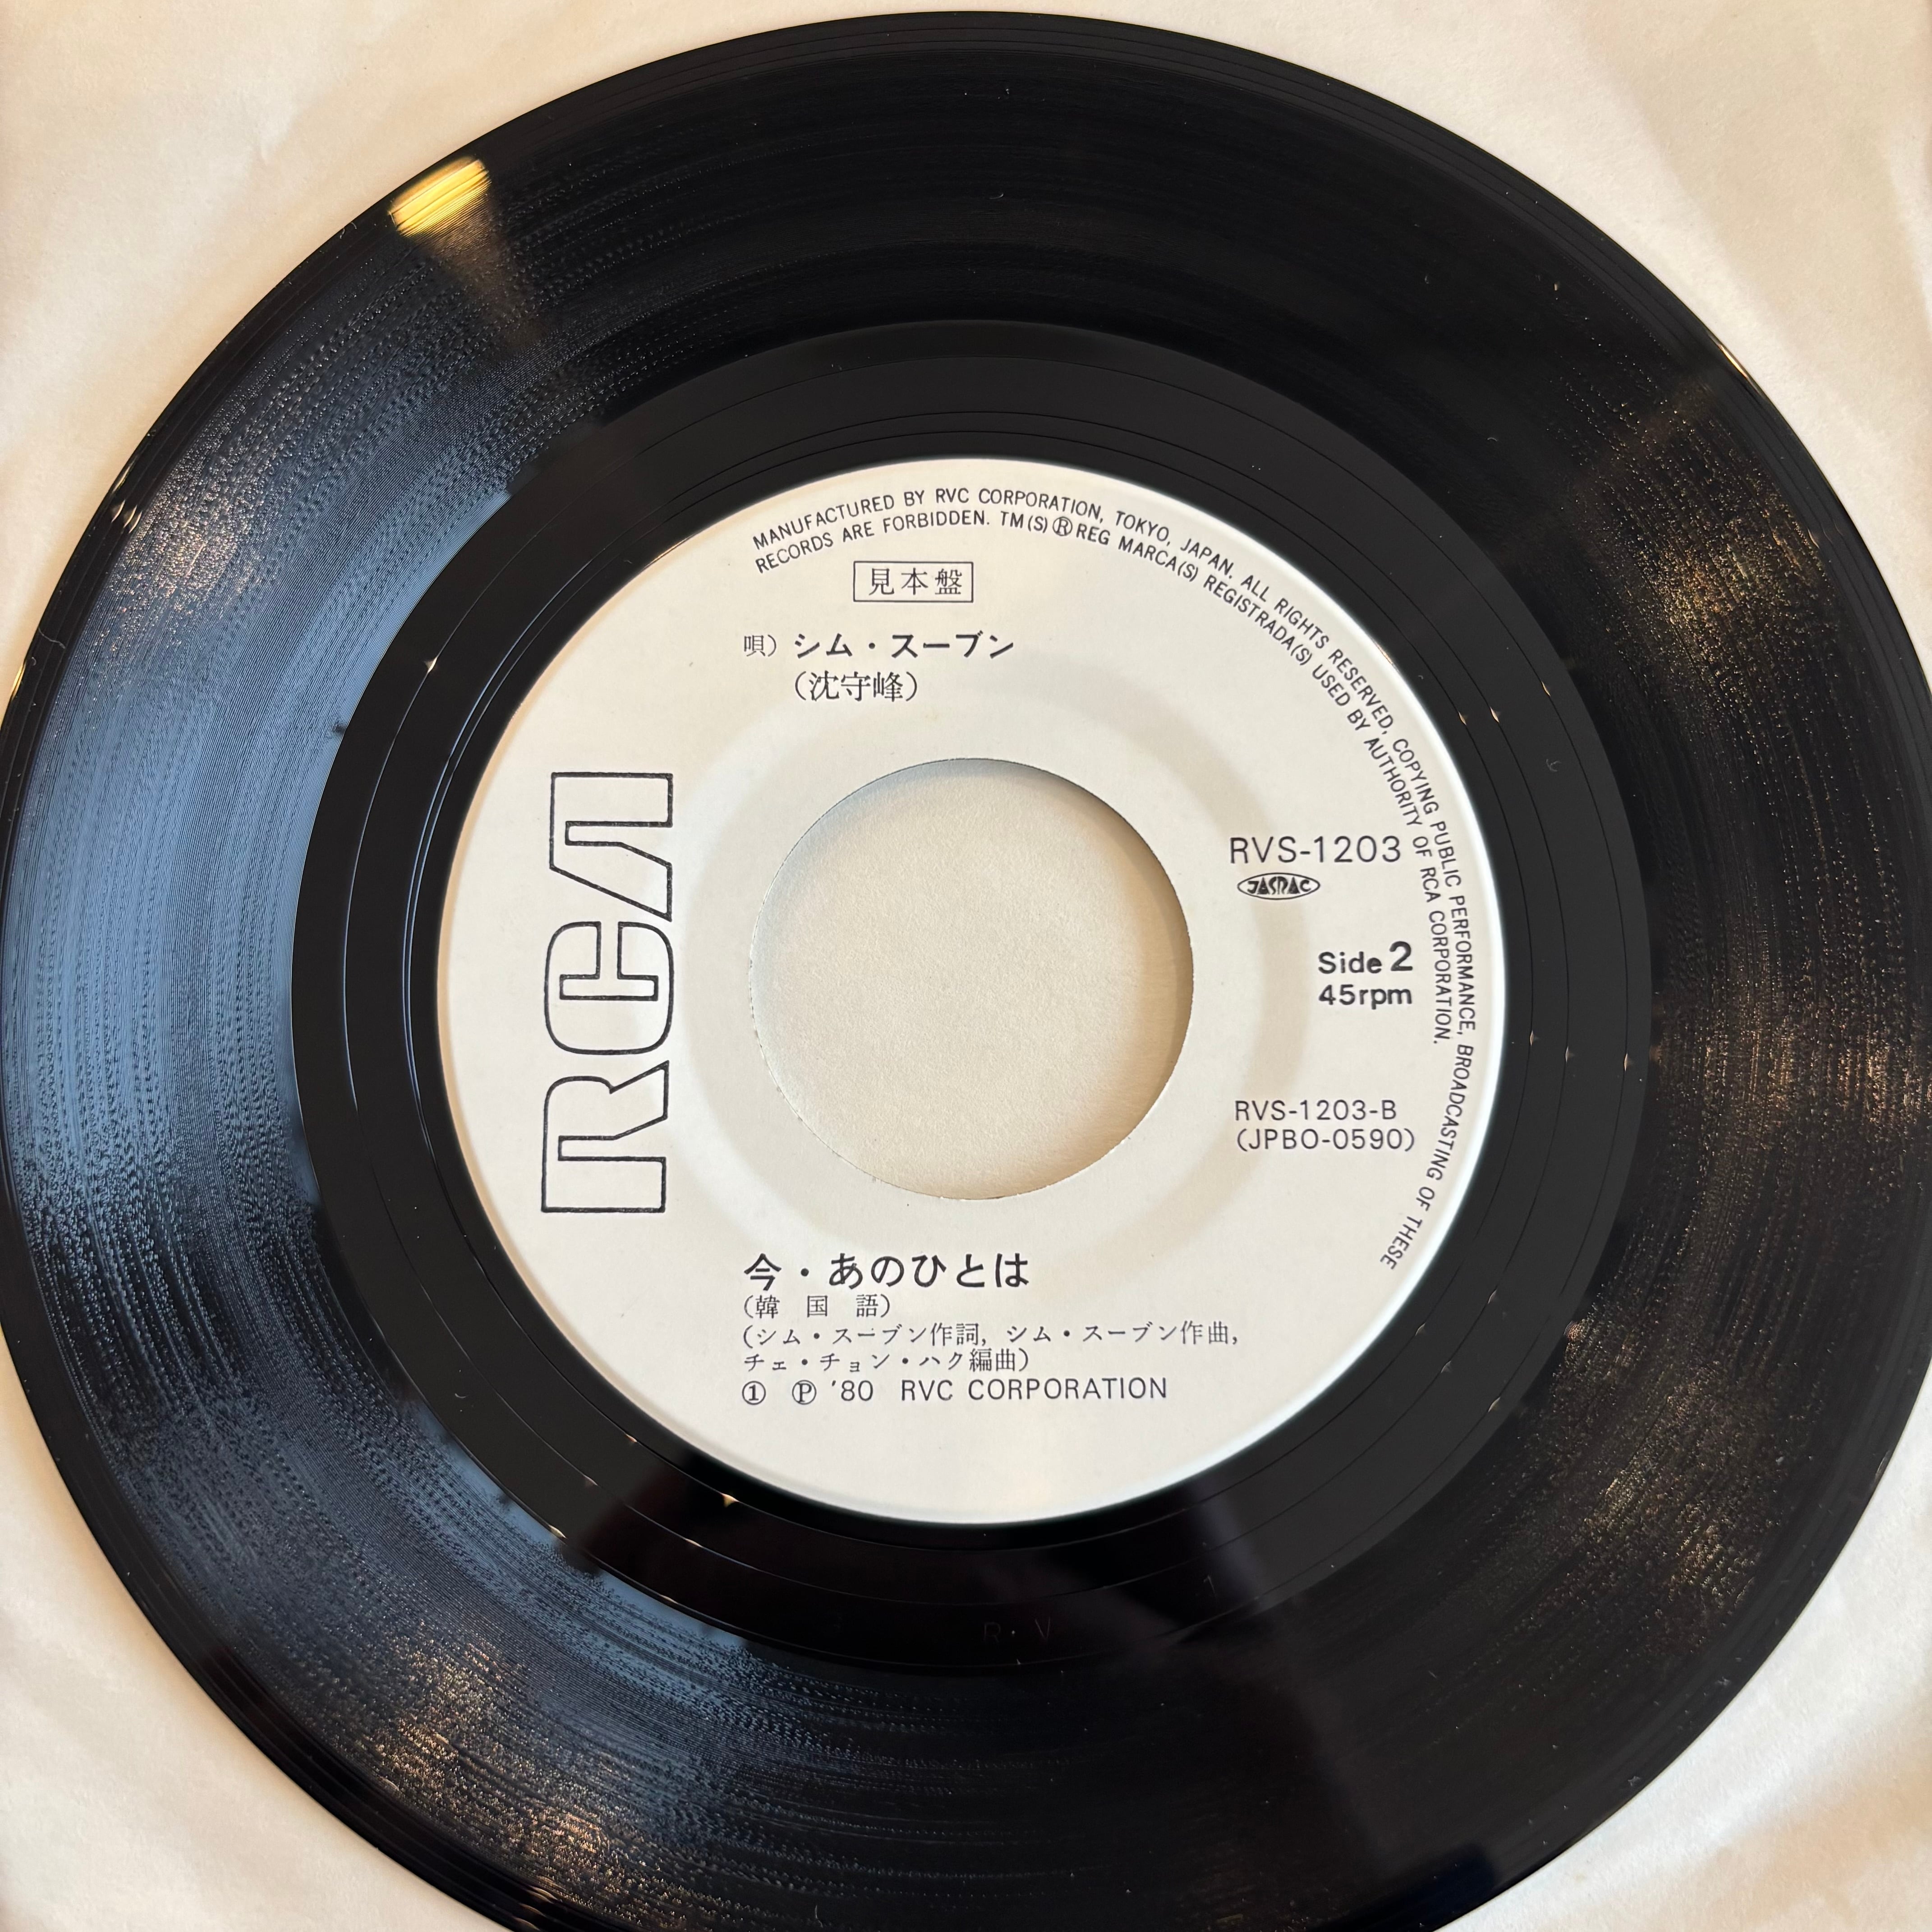 MANUFACTURED BY RVC CORPORATION, TOKYO, JAPAN. ALL RIGHTS RESERVED, COPYING PUBLIC PERFORMANCE, BROADCASTING OF THESE
RECORDS ARE FORBIDDEN. TM(S)® REG MARCA(S) REGISTRADA(S) USED BY AUTHORITY OF RCA CORPORATION.
見本盤
唄) シム・スーブン
(沈守峰)
RCA
RVS-1203
JASRAC
Side 2
45rpm
RVS-1203-B
(JPBO-0590)
今・あのひとは
(韓 国 語)
(シム・スーブン作詞, シム・スーブン作曲,
チェ・チョン・ハク編曲)
① Ⓟ '80 RVC CORPORATION
R・V